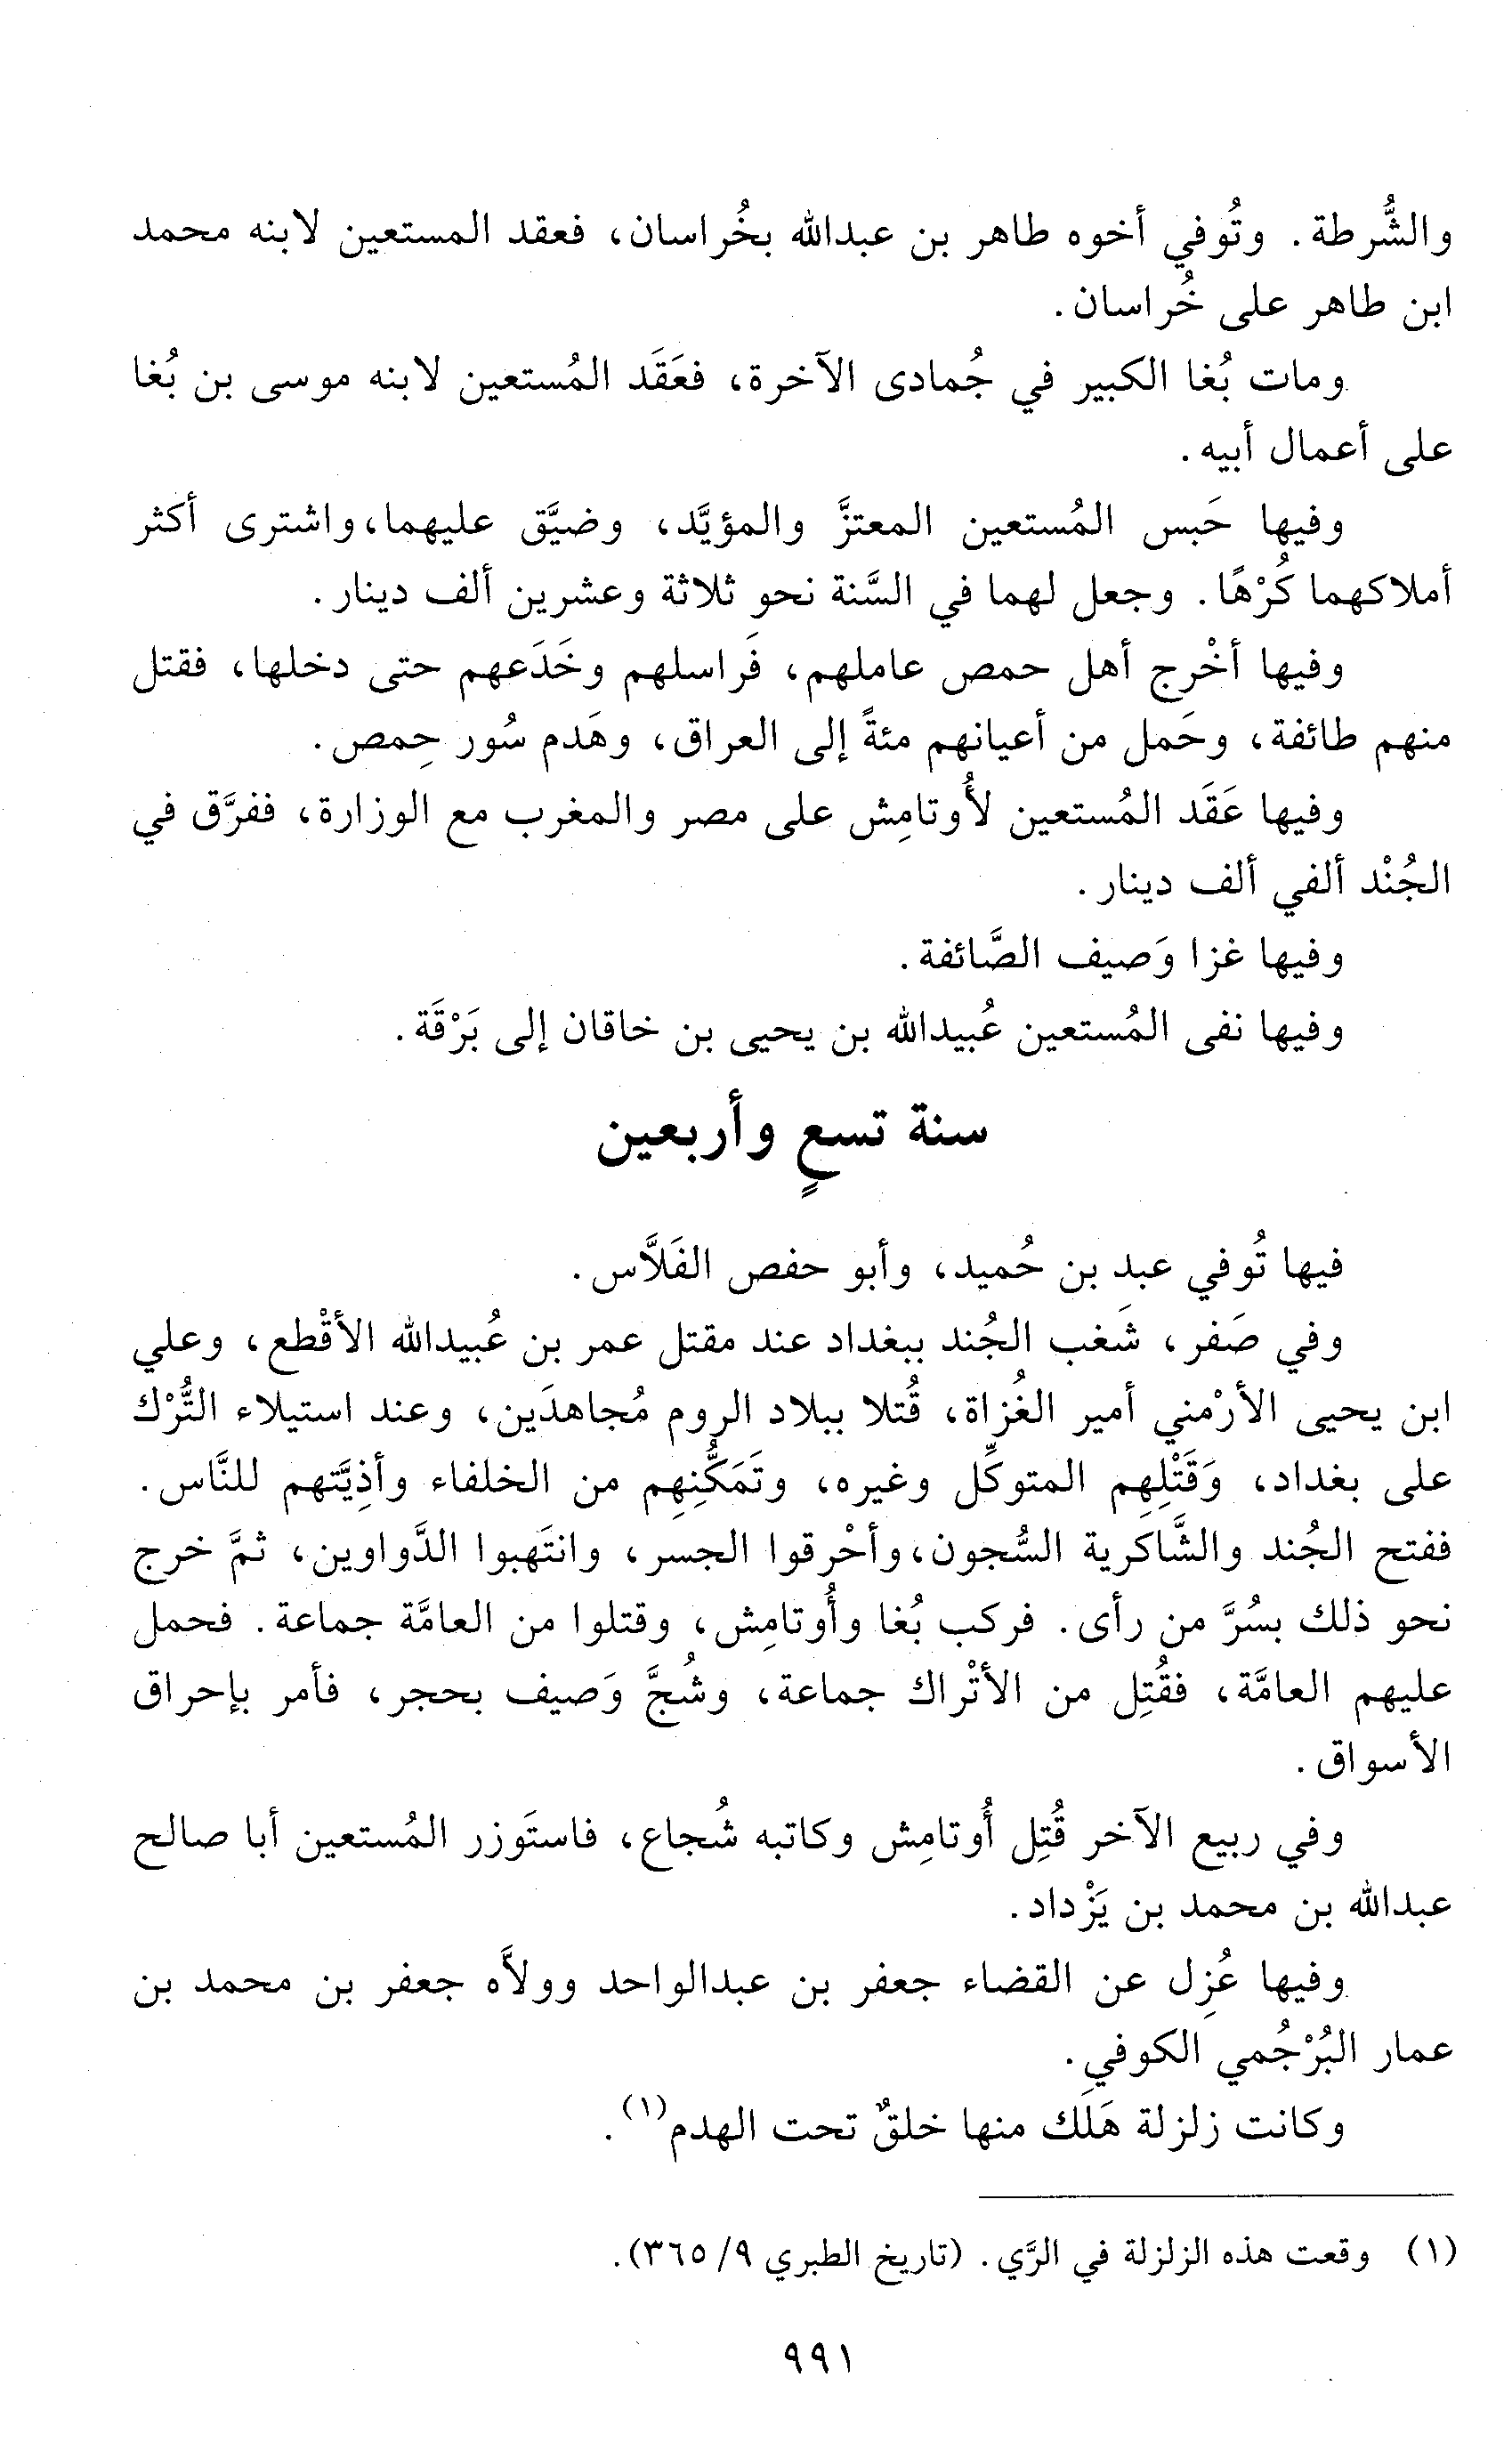 والشُّرطة. وتُوفي أخوه طاهر بن عبدالله بخُراسان، فعقد المستعين لابنه محمد
ابن طاهر على خُراسان.
ومات بُغا الكبير في جُمادى الآخرة، فعَقَد المُستعين لابنه موسى بن بُغا
على أعمال أبيه.
وفيها حَبس المُستعين المعتزَّ والمؤيَّد، وضيَّق عليهما، واشترى أكثر
أملاكهما كُرْهًا. وجعل لهما في السَّنة نحو ثلاثة وعشرين ألف دينار.
وفيها أخْرج أهل حمص عاملهم، فَراسلهم وخَدَعهم حتى دخلها، فقتل
منهم طائفة، وحَمل من أعيانهم مئةً إلى العراق، وهَدم سُور حِمص.
وفيها عَقَد المُستعين لأُوتامِش على مصر والمغرب مع الوزارة، ففرَّق في
الجُنْد ألفي ألف دينار.
وفيها غزا وَصيف الصَّائفة.
وفيها نفى المُستعين عُبيدالله بن يحيى بن خاقان إلى بَرْقَة.
سنة تسعٍ وأربعين
فيها تُوفي عبد بن حُميد، وأبو حفص الفَلاَّس.
وفي صَفر، شَغب الجُند ببغداد عند مقتل عمر بن عُبيدالله الأقْطع، وعلي
ابن يحيى الأرْمني أمير الغُزاة، قُتلا ببلاد الروم مُجاهدَين، وعند استيلاء التُّرْك
على بغداد، وَقَتْلِهِم المتوكِّل وغيره، وتَمَكُّنِهِم من الخلفاء وأذِيَّتهم للنَّاس.
ففتح الجُند والشَّاكرية السُّجون، وأحْرقوا الجسر، وانتَهبوا الدَّواوين، ثمَّ خرج
نحو ذلك بسُرَّ من رأى. فركب بُغا وأُوتامِش، وقتلوا من العامَّة جماعة. فحمل
عليهم العامَّة، فقُتِل من الأتْراك جماعة، وشُجَّ وَصيف بحجر، فأمر بإحراق
الأسواق.
وفي ربيع الآخر قُتِل أُوتامِش وكاتبه شُجاع، فاستَوزر المُستعين أبا صالح
عبدالله بن محمد بن يَزْداد.
وفيها عُزِل عن القضاء جعفر بن عبدالواحد وولاَّه جعفر بن محمد بن
عمار البُرْجُمي الكوفي.
وكانت زلزلة هَلَك منها خلقٌ تحت الهدم(١).
(١) وقعت هذه الزلزلة في الرَّي. (تاريخ الطبري ٩/ ٣٦٥).
٩٩١